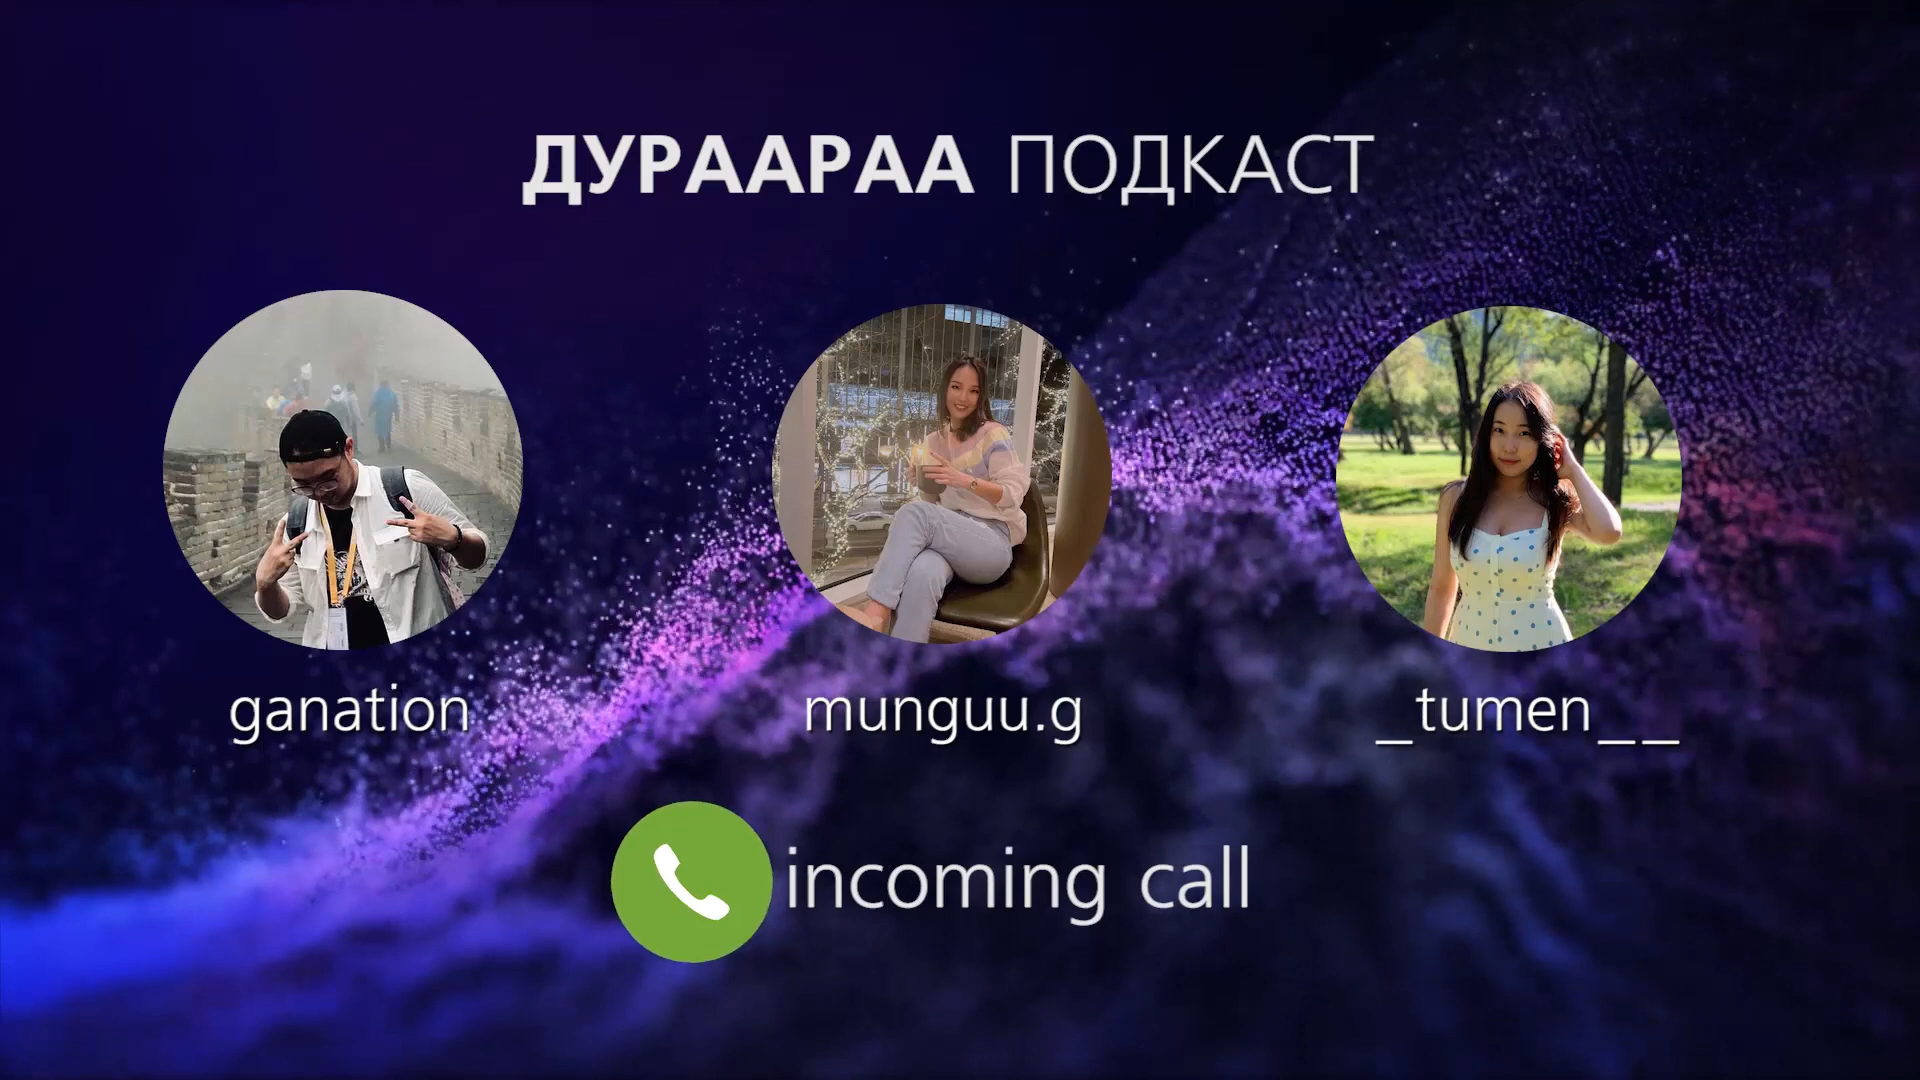 ДУРААРАА ПОДКАСТ
ganation
munguu.g
_tumen__
incoming call